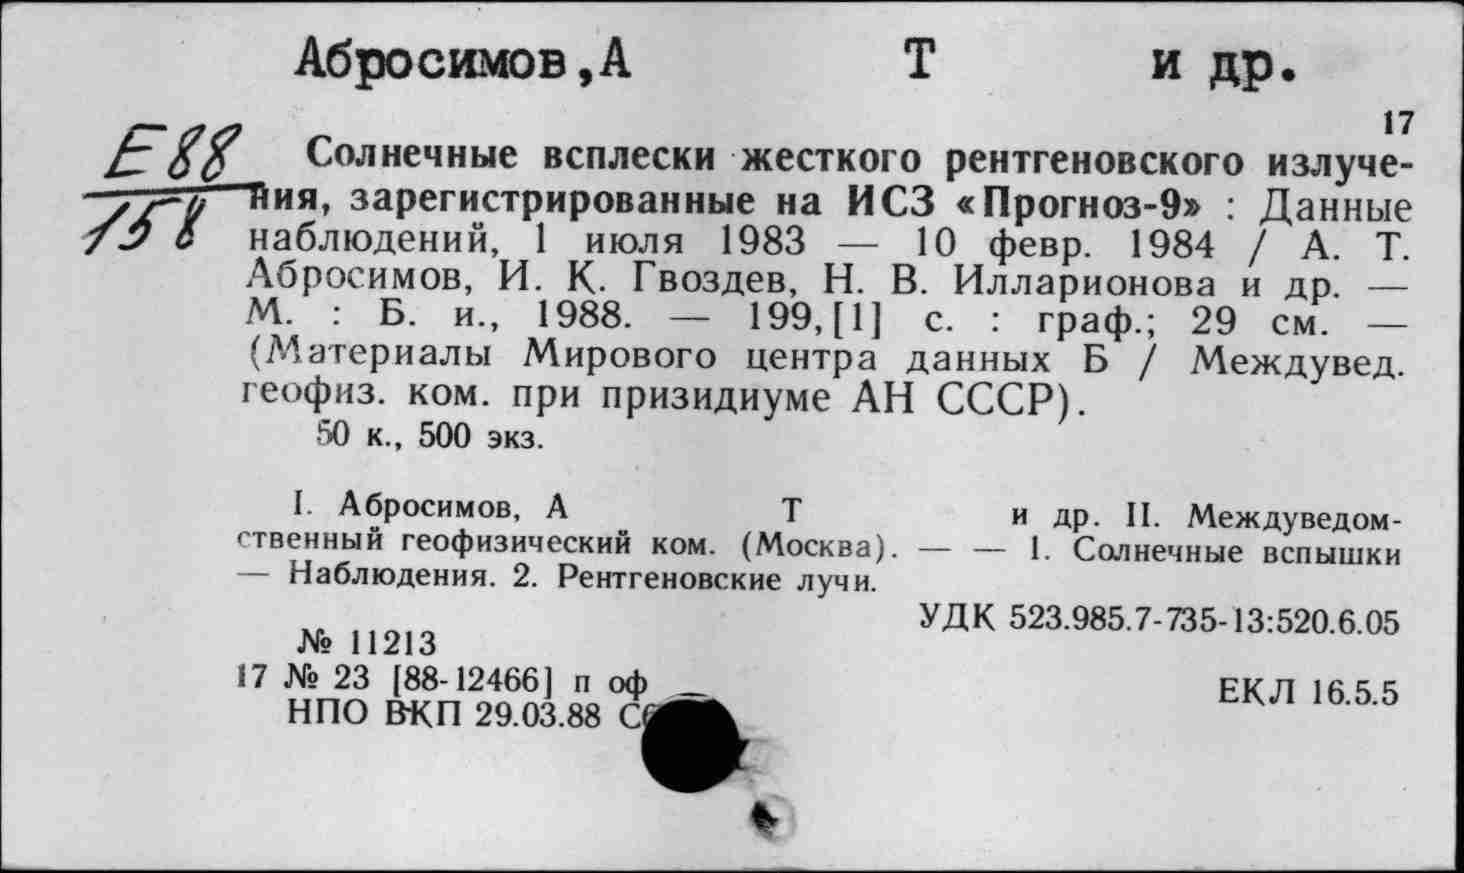 Абросимов,А Т и др.
17
Е88
158
Солнечные всплески жесткого рентгеновского излуче-
ния, зарегистрированные на ИСЗ «Прогноз-9» : Данные
наблюдений, 1 июля 1983 — 10 февр. 1984 / А. Т.
Абросимов, И. К. Гвоздев, Н. В. Илларионова и др. —
М. : Б. и., 1988. — 199,[1] с. : граф.; 29 см. —
(Материалы Мирового центра данных Б / Междувед.
геофиз. ком. при призидиуме АН СССР).
50 к., 500 экз.
I. Абросимов, А Т и др. II. Междуведом-
ственный геофизический ком. (Москва). — — 1. Солнечные вспышки
— Наблюдения. 2. Рентгеновские лучи.
УДК 523.985.7-735-13:520.6.05
№ 11213
17 № 23 [88-12466] п оф
ЕКЛ 16.5.5
НПО ВКП 29.03.88